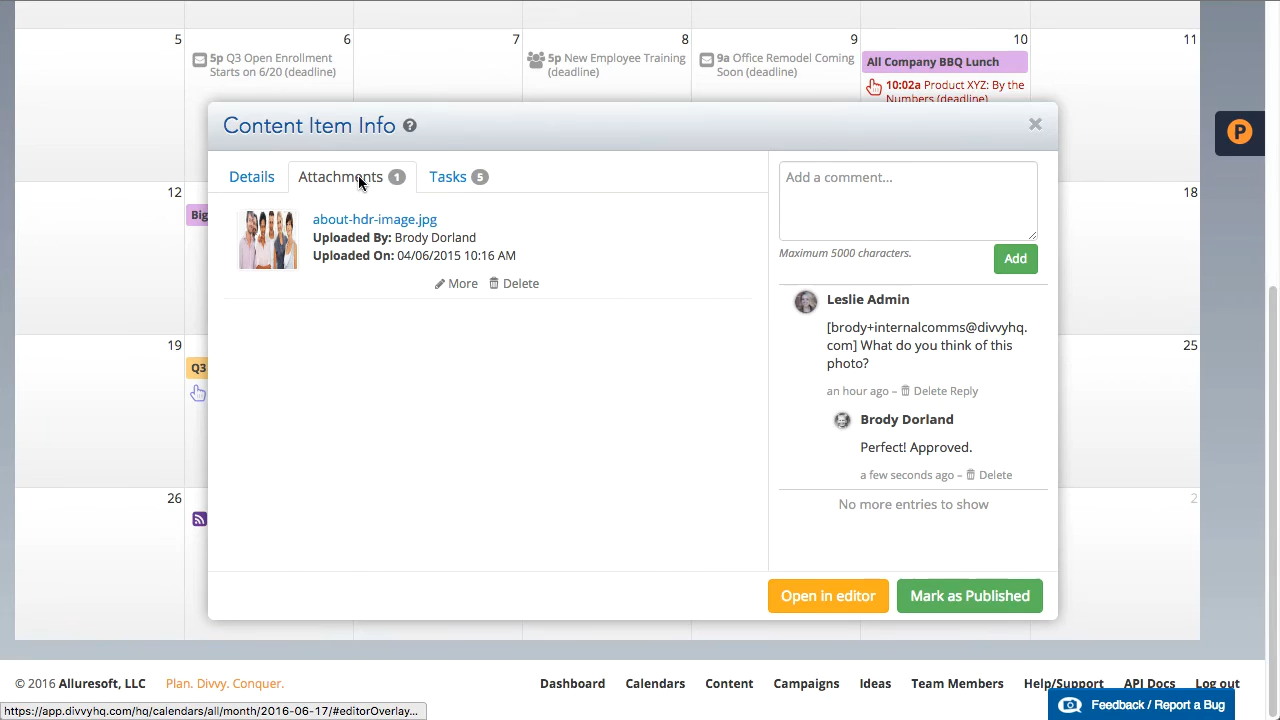 5
6
7
8
9
10
11
5p Q3 Open Enrollment
Starts on 6/20 (deadline)
5p New Employee Training
(deadline)
9a Office Remodel Coming
Soon (deadline)
All Company BBQ Lunch
10:02a Product XYZ: By the
Numbers (deadline)
P
Content Item Info ?
×
Details
Attachments 1
Tasks 5
about-hdr-image.jpg
Uploaded By: Brody Dorland
Uploaded On: 04/06/2015 10:16 AM
More
Delete
Add a comment...
Maximum 5000 characters.
Add
Leslie Admin
[brody+internalcomms@divvyhq.
com] What do you think of this
photo?
an hour ago – Delete Reply
Brody Dorland
Perfect! Approved.
a few seconds ago – Delete
No more entries to show
Open in editor
Mark as Published
12
Big
18
19
Q3
25
26
2
© 2016 Alluresoft, LLC
Plan. Divvy. Conquer.
Dashboard
Calendars
Content
Campaigns
Ideas
Team Members
Help/Support
API Docs
Log out
Feedback / Report a Bug
https://app.divvyhq.com/hq/calendars/all/month/2016-06-17/#editorOverlay...